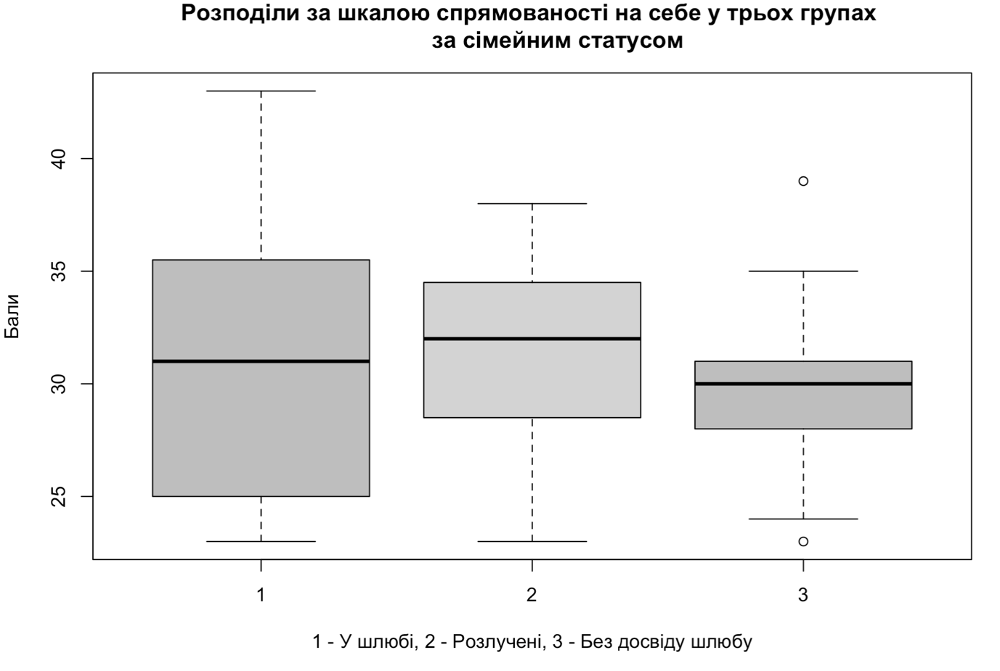 Розподіли за шкалою спрямованості на себе у трьох групах
за сімейним статусом
Бали
40
35
30
25
1
2
3
1 - У шлюбі, 2 - Розлучені, 3 - Без досвіду шлюбу